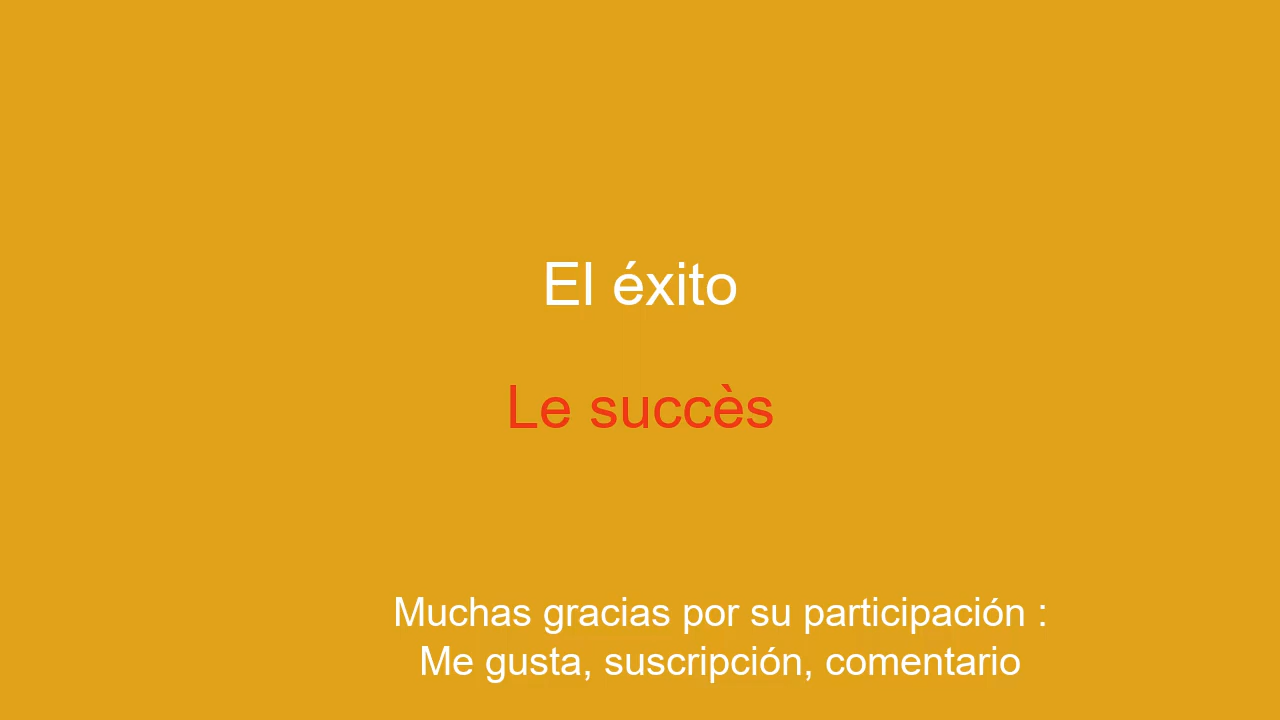 El éxito
Le succès
Muchas gracias por su participación :
Me gusta, suscripción, comentario